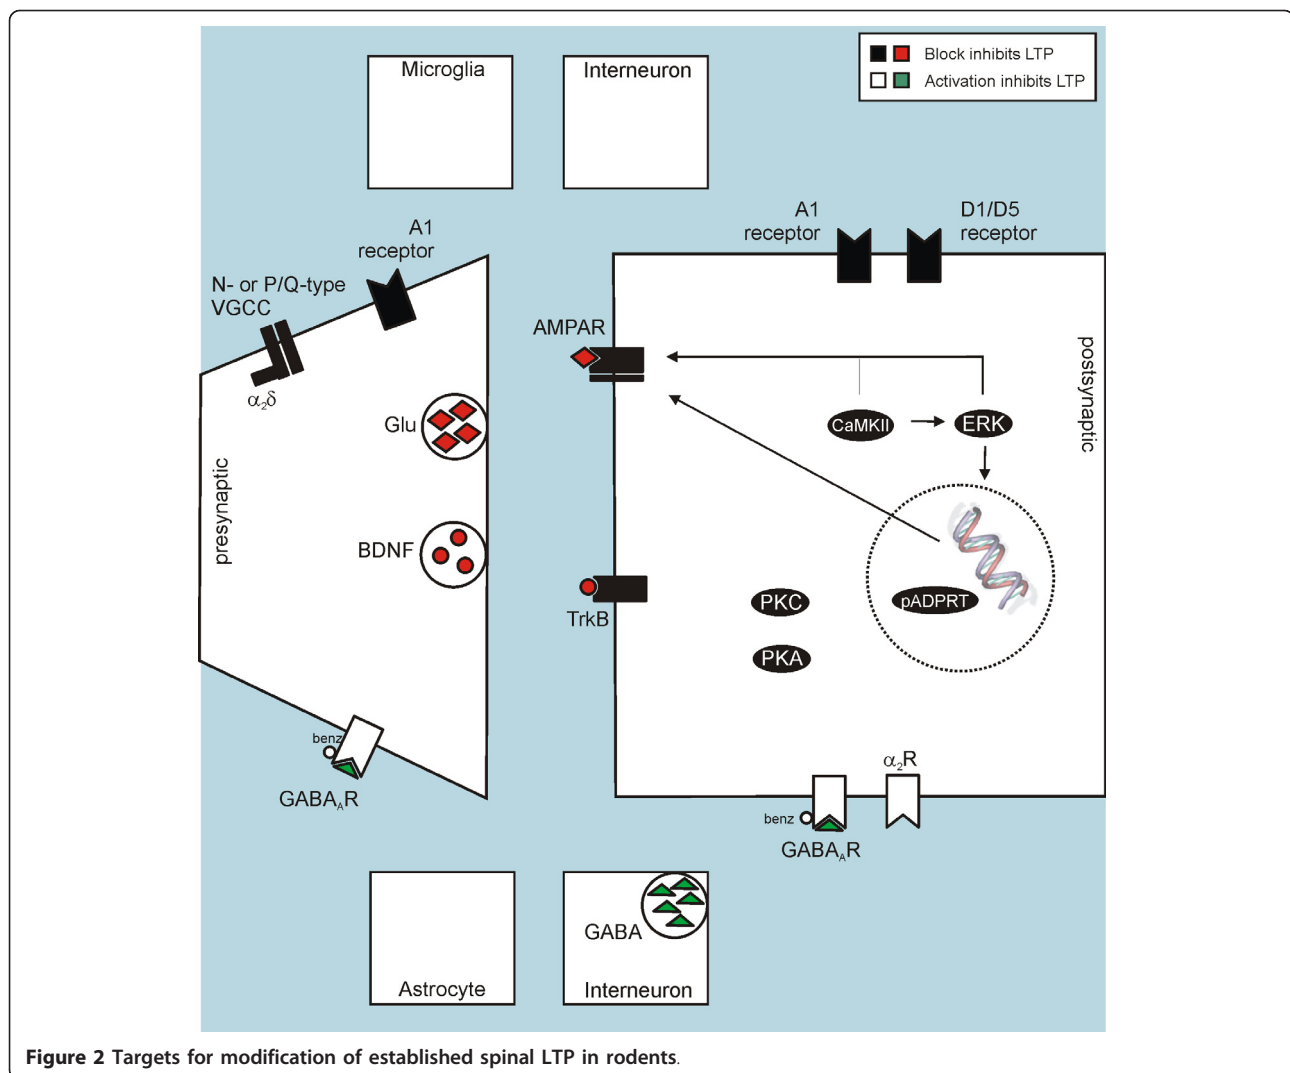 Block inhibits LTP
Activation inhibits LTP
Microglia
Interneuron
A1
receptor
D1/D5
receptor
A1
receptor
N- or P/Q-type
VGCC
α₂δ
AMPAR
postsynaptic
Glu
CaMKII
ERK
presynaptic
BDNF
TrkB
PKC
pADPRT
PKA
benz
GABA_AR
α₂R
benz
GABA_AR
GABA
Astrocyte
Interneuron
Figure 2 Targets for modification of established spinal LTP in rodents.